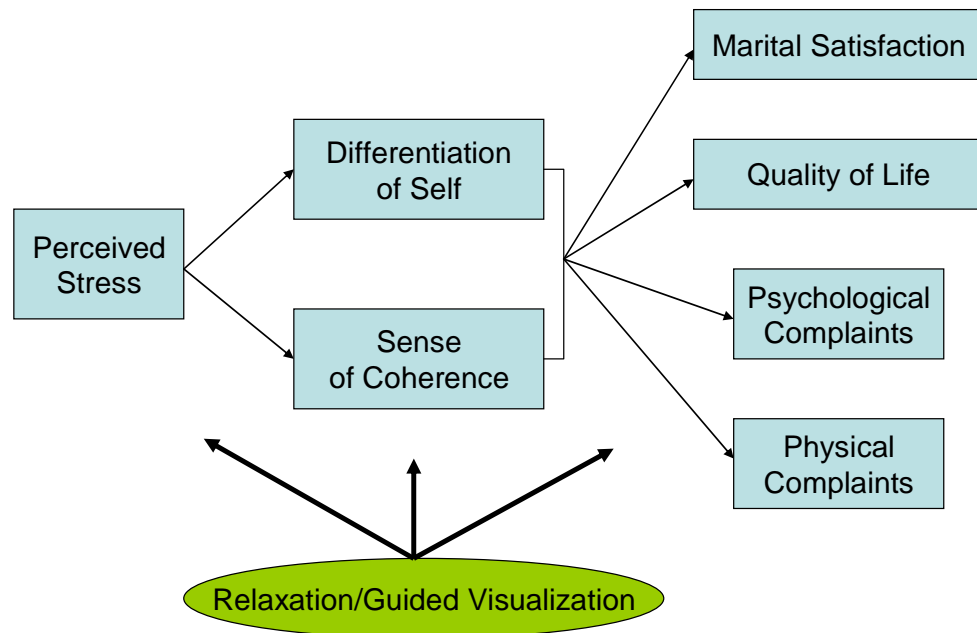 Marital Satisfaction
Differentiation
of Self
Quality of Life
Perceived
Stress
Psychological
Complaints
Sense
of Coherence
Physical
Complaints
Relaxation/Guided Visualization